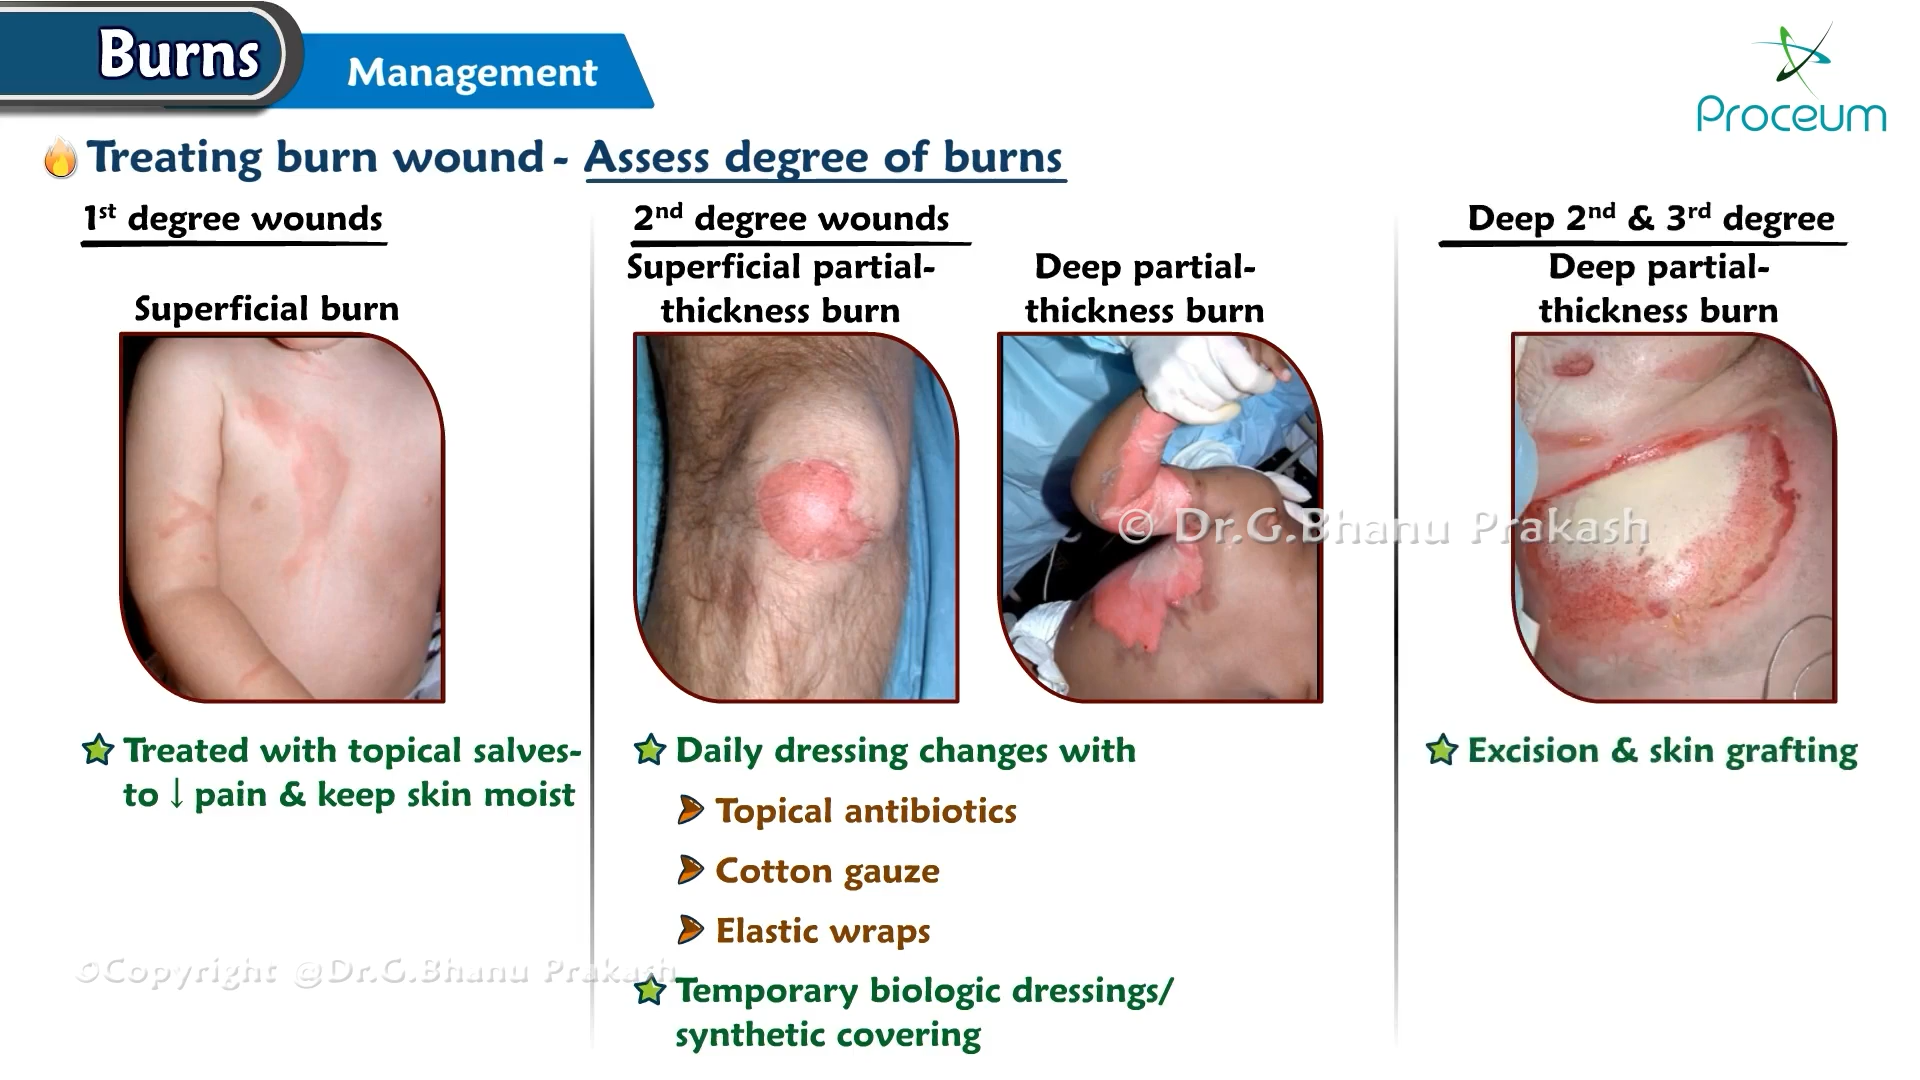 Burns
Management
Proceum
Treating burn wound - Assess degree of burns
1st degree wounds
Superficial burn
Treated with topical salves-
to ↓ pain & keep skin moist
2nd degree wounds
Superficial partial-
thickness burn
Deep partial-
thickness burn
Daily dressing changes with
Topical antibiotics
Cotton gauze
Elastic wraps
Temporary biologic dressings/
synthetic covering
Deep 2nd & 3rd degree
Deep partial-
thickness burn
Excision & skin grafting
© Dr.G.Bhanu Prakash
©Copyright @Dr.G.Bhanu Prakash